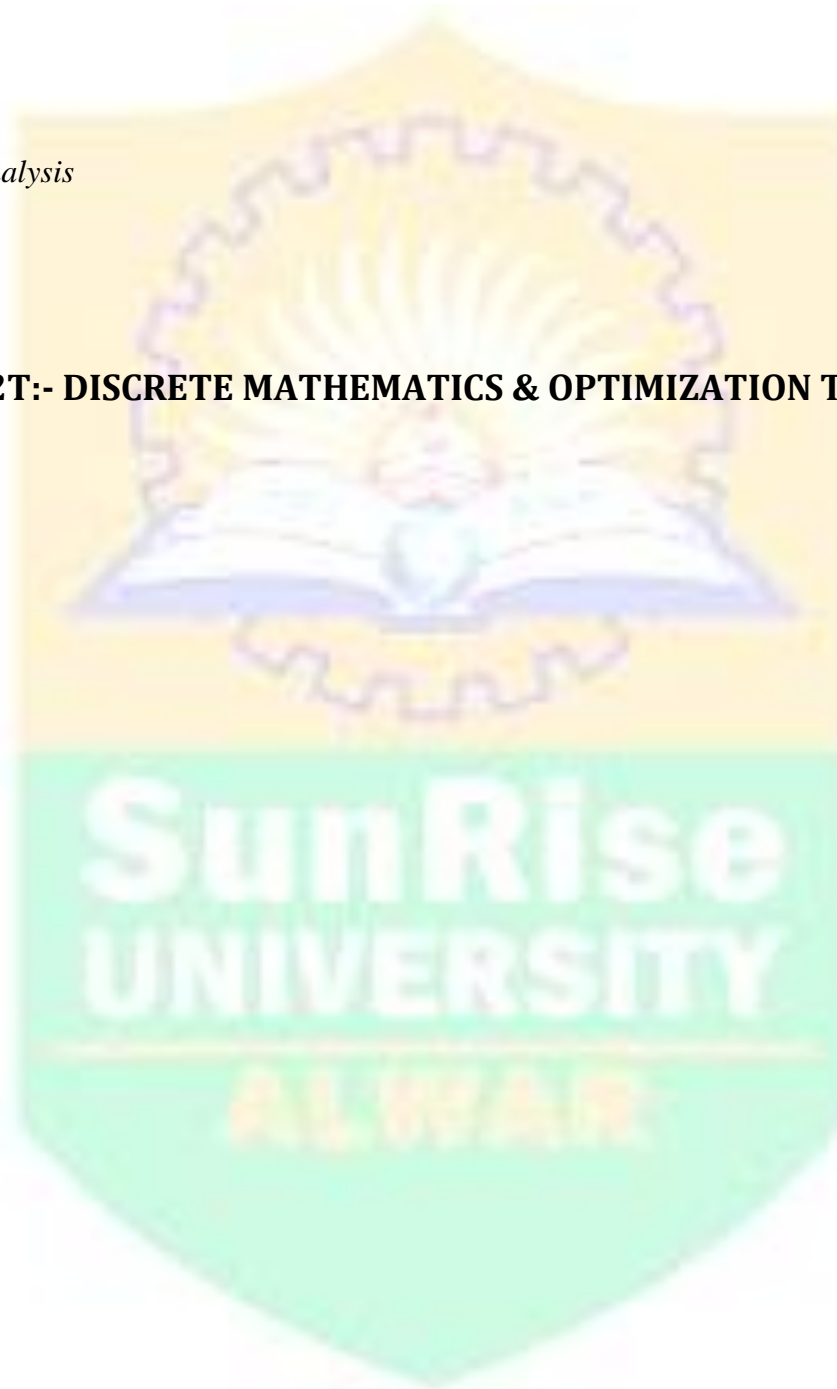 alysis
2T:- DISCRETE MATHEMATICS & OPTIMIZATION T
SunRise
UNIVERSITY
ALWAR